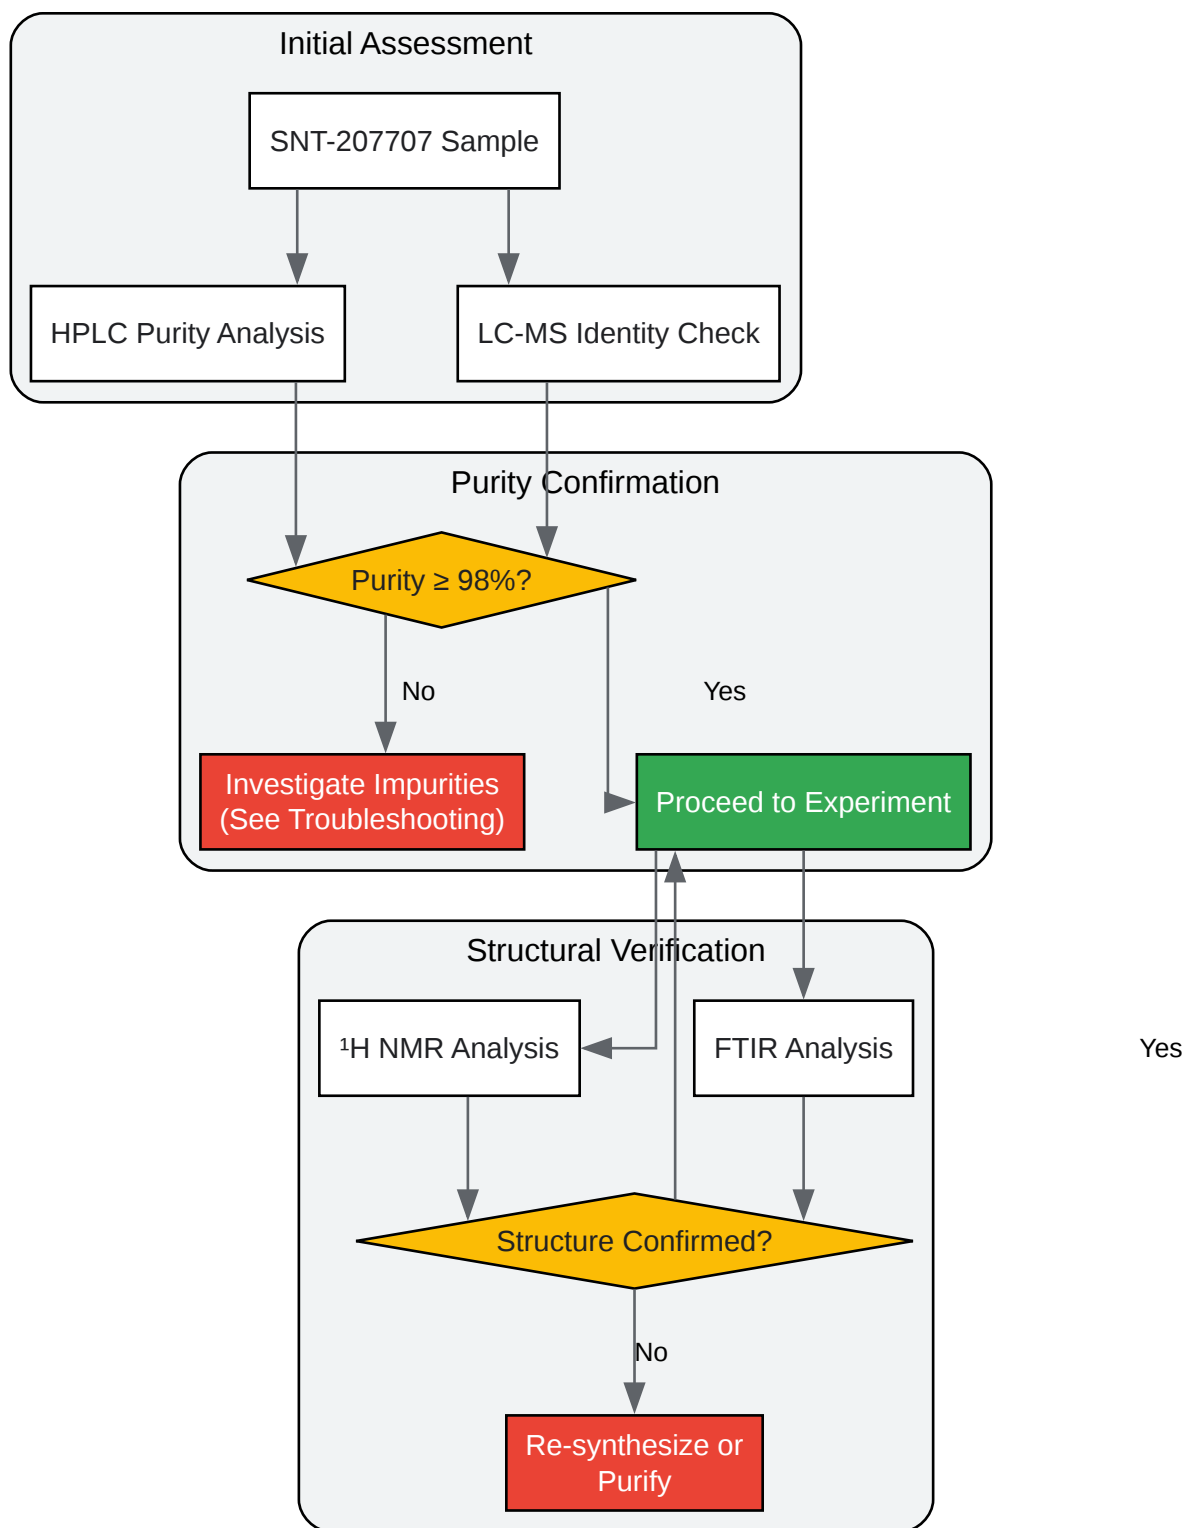 Initial Assessment
SNT-207707 Sample
HPLC Purity Analysis
LC-MS Identity Check
Purity Confirmation
Purity ≥ 98%?
No
Yes
Investigate Impurities
(See Troubleshooting)
Proceed to Experiment
Structural Verification
¹H NMR Analysis
FTIR Analysis
Yes
Structure Confirmed?
No
Re-synthesize or
Purify